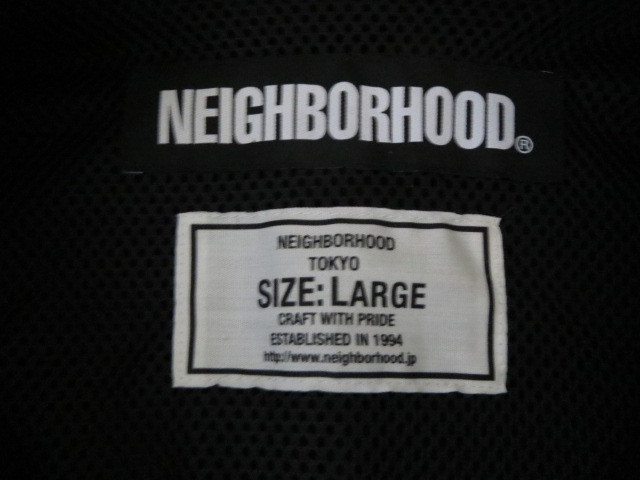 NEIGHBORHOOD®
NEIGHBORHOOD
TOKYO
SIZE: LARGE
CRAFT WITH PRIDE
ESTABLISHED IN 1994
http://www.neighborhood.jp